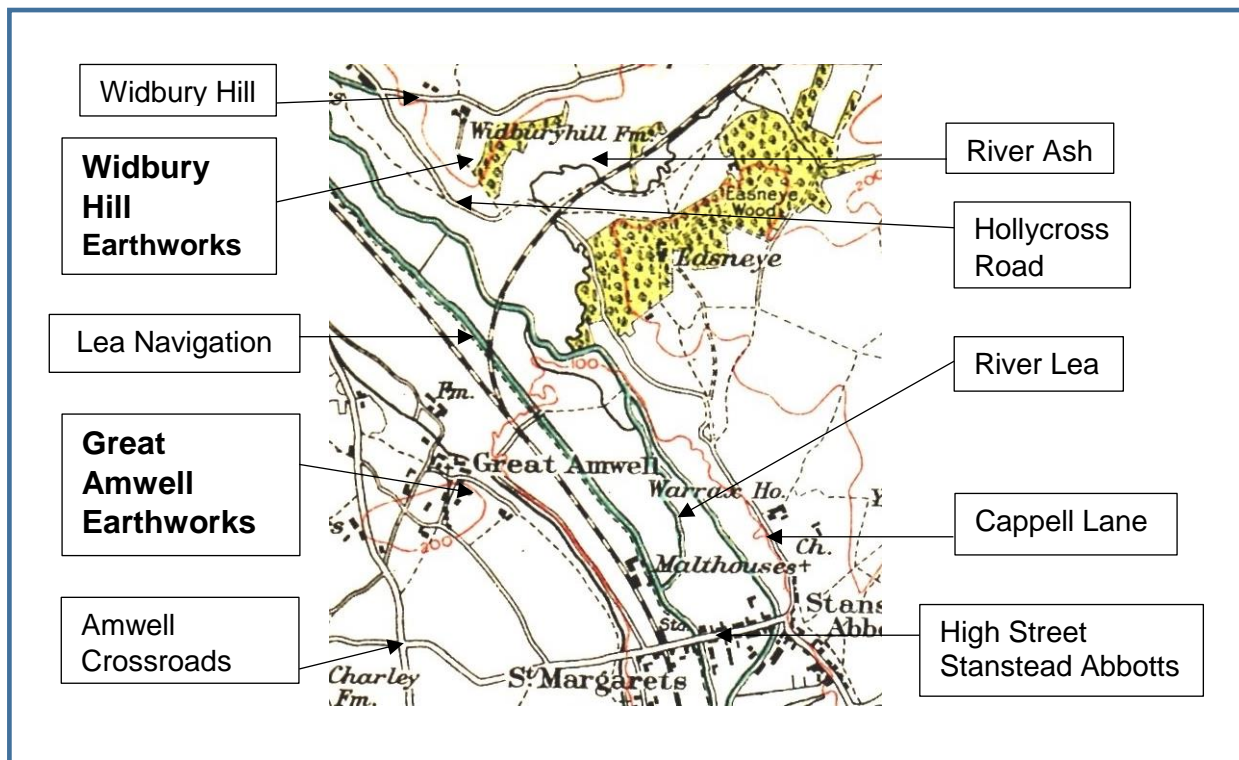 Widbury Hill
Widbury
Hill
Earthworks
Lea Navigation
Great
Amwell
Earthworks
Amwell
Crossroads
Widburyhill Fm.
Easneye
Wood
Easneye
200
100
Fm.
Great Amwell
200
Warrax Ho.
Ch.
Malthouses
Sta.
Stans
Abbo
St. Margarets
Charley
Fm.
River Ash
Hollycross
Road
River Lea
Cappell Lane
High Street
Stanstead Abbotts